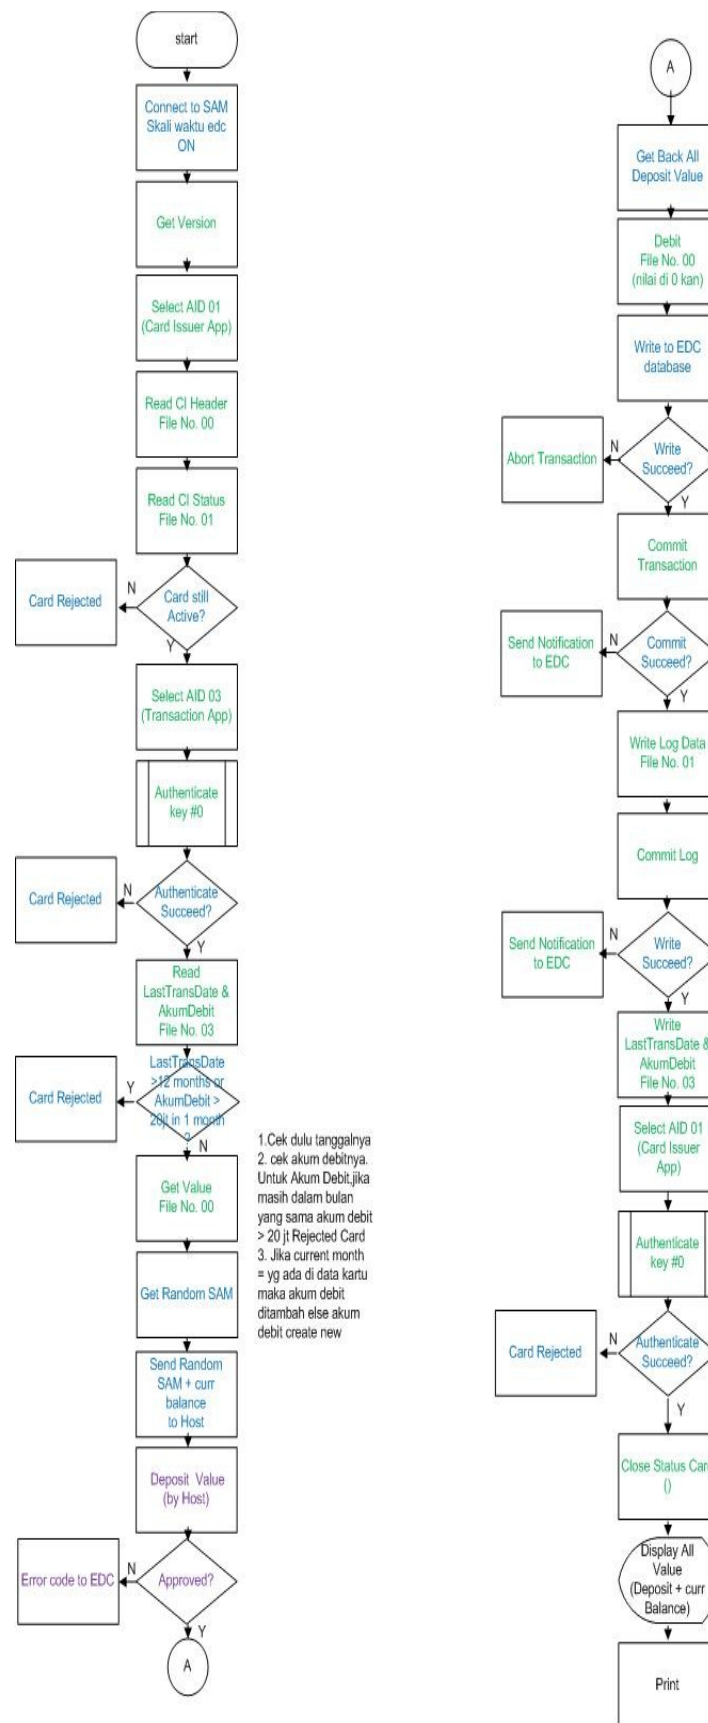 start
Connect to SAM
Skali waktu edc
ON
Get Version
Select AID 01
(Card Issuer App)
Read CI Header
File No. 00
Read CI Status
File No. 01
Card still
Active?
N
Card Rejected
Y
Select AID 03
(Transaction App)
Authenticate
key #0
Authenticate
Succeed?
N
Card Rejected
Y
Read
LastTransDate &
AkumDebit
File No. 03
LastTransDate
>12 months or
AkumDebit >
20jt in 1 month
?
Y
Card Rejected
N
1.Cek dulu tanggalnya
2. cek akum debitnya.
Untuk Akum Debit,jika
masih dalam bulan
yang sama akum debit
> 20 jt Rejected Card
3. Jika current month
= yg ada di data kartu
maka akum debit
ditambah else akum
debit create new
Get Value
File No. 00
Get Random SAM
Send Random
SAM + curr
balance
to Host
Deposit Value
(by Host)
Approved?
N
Error code to EDC
Y
A
A
Get Back All
Deposit Value
Debit
File No. 00
(nilai di 0 kan)
Write to EDC
database
Write
Succeed?
N
Abort Transaction
Y
Commit
Transaction
Commit
Succeed?
N
Send Notification
to EDC
Y
Write Log Data
File No. 01
Commit Log
Write
Succeed?
N
Send Notification
to EDC
Y
Write
LastTransDate &
AkumDebit
File No. 03
Select AID 01
(Card Issuer
App)
Authenticate
key #0
Authenticate
Succeed?
N
Card Rejected
Y
Close Status Car
()
Display All
Value
(Deposit + curr
Balance)
Print